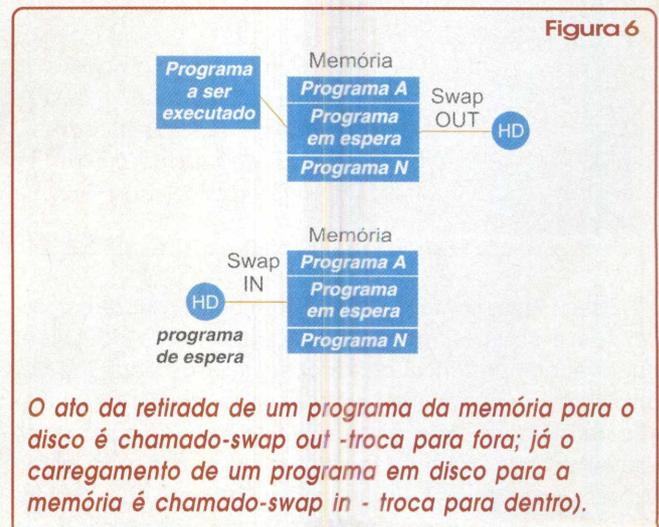 Figura 6
Memória
Programa
a ser
executado
Programa A
Programa
em espera
Programa N
Swap
OUT
HD
Memória
Swap
IN
HD
programa
de espera
Programa A
Programa
em espera
Programa N
O ato da retirada de um programa da memória para o
disco é chamado-swap out -troca para fora; já o
carregamento de um programa em disco para a
memória é chamado-swap in - troca para dentro).